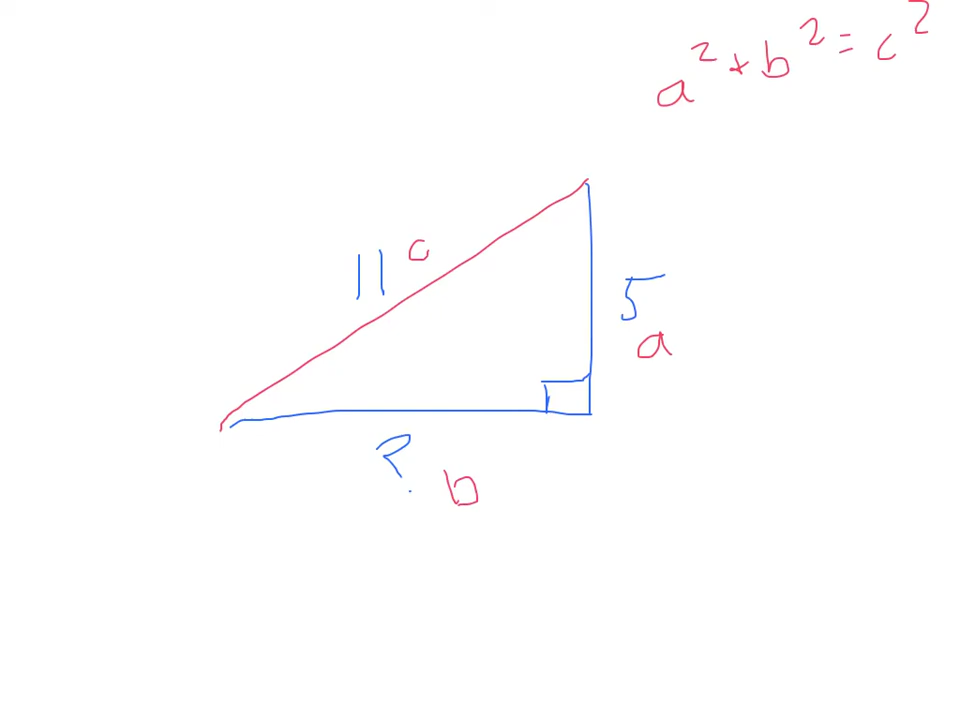 a² + b² = c²
11 c
5
a
?
b